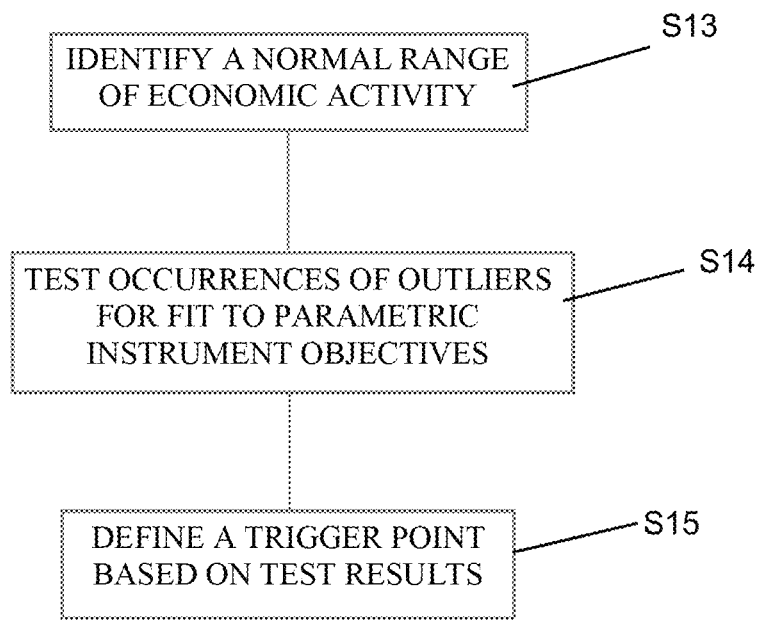 S13
IDENTIFY A NORMAL RANGE
OF ECONOMIC ACTIVITY
S14
TEST OCCURRENCES OF OUTLIERS
FOR FIT TO PARAMETRIC
INSTRUMENT OBJECTIVES
S15
DEFINE A TRIGGER POINT
BASED ON TEST RESULTS